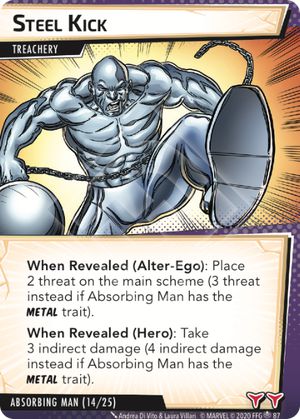 STEEL KICK
TREACHERY
When Revealed (Alter-Ego): Place
2 threat on the main scheme (3 threat
instead if Absorbing Man has the
METAL trait).
When Revealed (Hero): Take
3 indirect damage (4 indirect damage
instead if Absorbing Man has the
METAL trait).
ABSORBING MAN (14/25)
Andrea Di Vito & Laura Villari © MARVEL © 2020 FFG 87